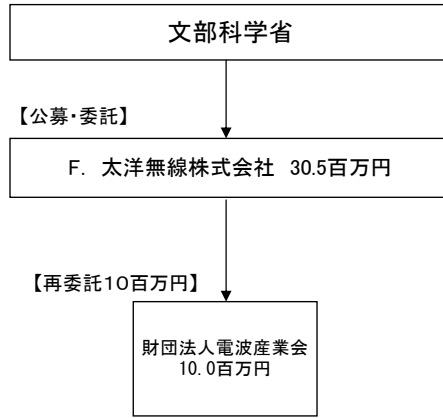 文部科学省
【公募・委託】
F. 太洋無線株式会社 30.5百万円
【再委託10百万円】
財団法人電波産業会
10.0百万円